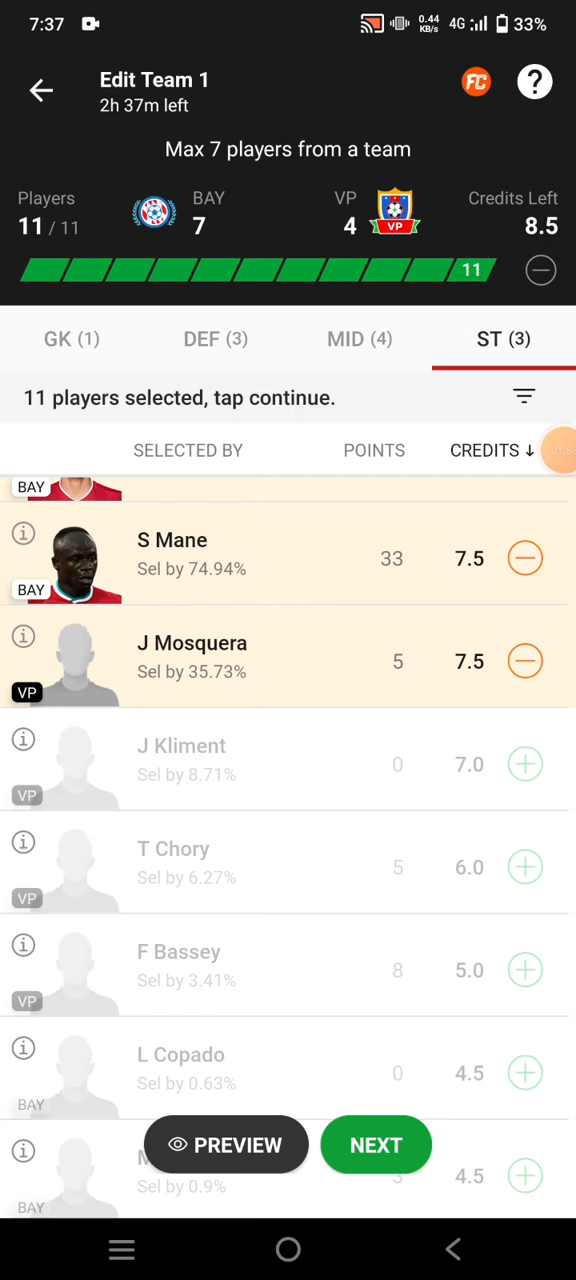 7:37
0.44 KB/s 4G 33%
Edit Team 1
2h 37m left
FC
?
Max 7 players from a team
Players BAY VP Credits Left
11 / 11 7 4 VP 8.5
11
GK (1) DEF (3) MID (4) ST (3)
11 players selected, tap continue.
SELECTED BY POINTS CREDITS ↓
BAY
S Mane
Sel by 74.94% 33 7.5
BAY
J Mosquera
Sel by 35.73% 5 7.5
VP
J Kliment
Sel by 8.71% 0 7.0
VP
T Chory
Sel by 6.27% 5 6.0
VP
F Bassey
Sel by 3.41% 8 5.0
VP
L Copado
Sel by 0.63% 0 4.5
BAY
PREVIEW NEXT
Sel by 0.9% 3 4.5
BAY